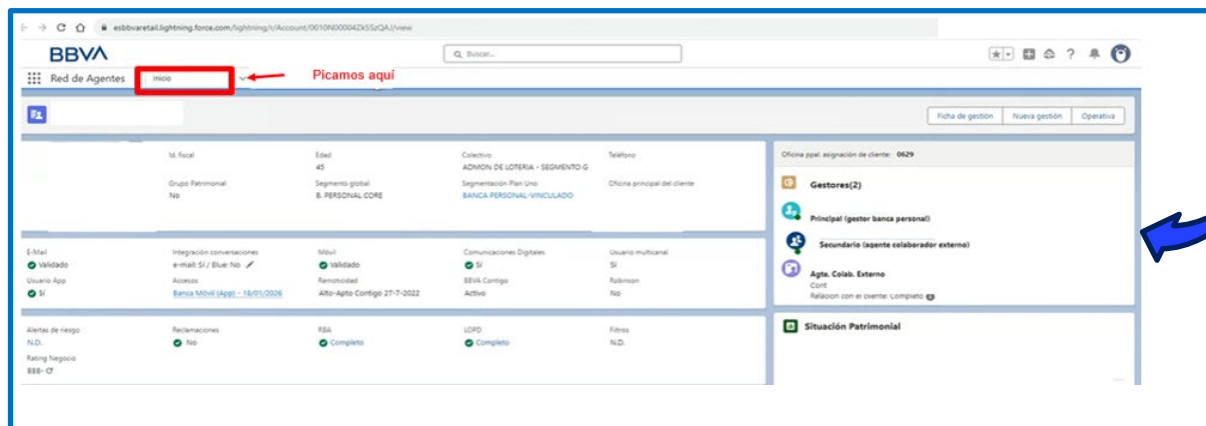 esbbvaretail.lightning.force.com/lightning/r/Account/0010N00004ZkSSzQAJ/view
BBVA
Buscar...
Red de Agentes
Inicio
Picamos aquí
Ficha de gestión
Nueva gestión
Operativa
Id. fiscal
Edad
45
Colectivo
ADMON DE LOTERIA - SEGMENTO G
Teléfono
Grupo Patrimonial
No
Segmento global
B. PERSONAL CORE
Segmentación Plan Uno
BANCA PERSONAL-VINCULADO
Oficina principal del cliente
Oficina ppal. asignación de cliente: 0629
Gestores(2)
Principal (gestor banca personal)
Secundario (agente colaborador externo)
Agte. Colab. Externo
Cont
Relacion con el cliente: Completo
E-Mail
Validado
Integración conversaciones
e-mail: Sí / Blue: No
Móvil
Validado
Comunicaciones Digitales
Sí
Usuario multicanal
Sí
Usuario App
Sí
Accesos
Banca Móvil (App) - 18/01/2026
Remoticidad
Alto-Apto Contigo 27-7-2022
BBVA Contigo
Activo
Robinson
No
Alertas de riesgo
N.D.
Reclamaciones
No
RBA
Completo
LOPD
Completo
Filtros
N.D.
Rating Negocio
BBB-
Situación Patrimonial